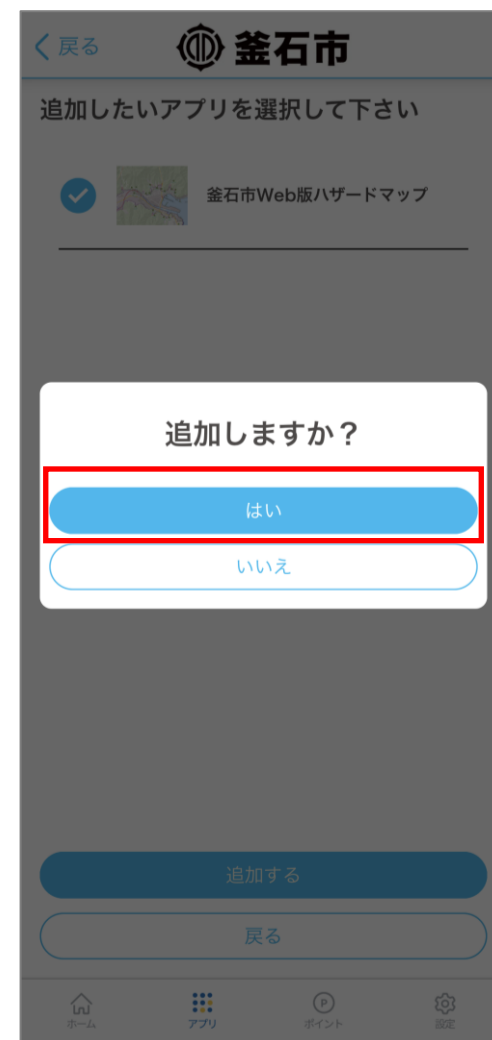 戻る
釜石市
追加したいアプリを選択して下さい
釜石市Web版ハザードマップ
追加しますか？
はい
いいえ
追加する
戻る
ホーム
アプリ
P
ポイント
設定